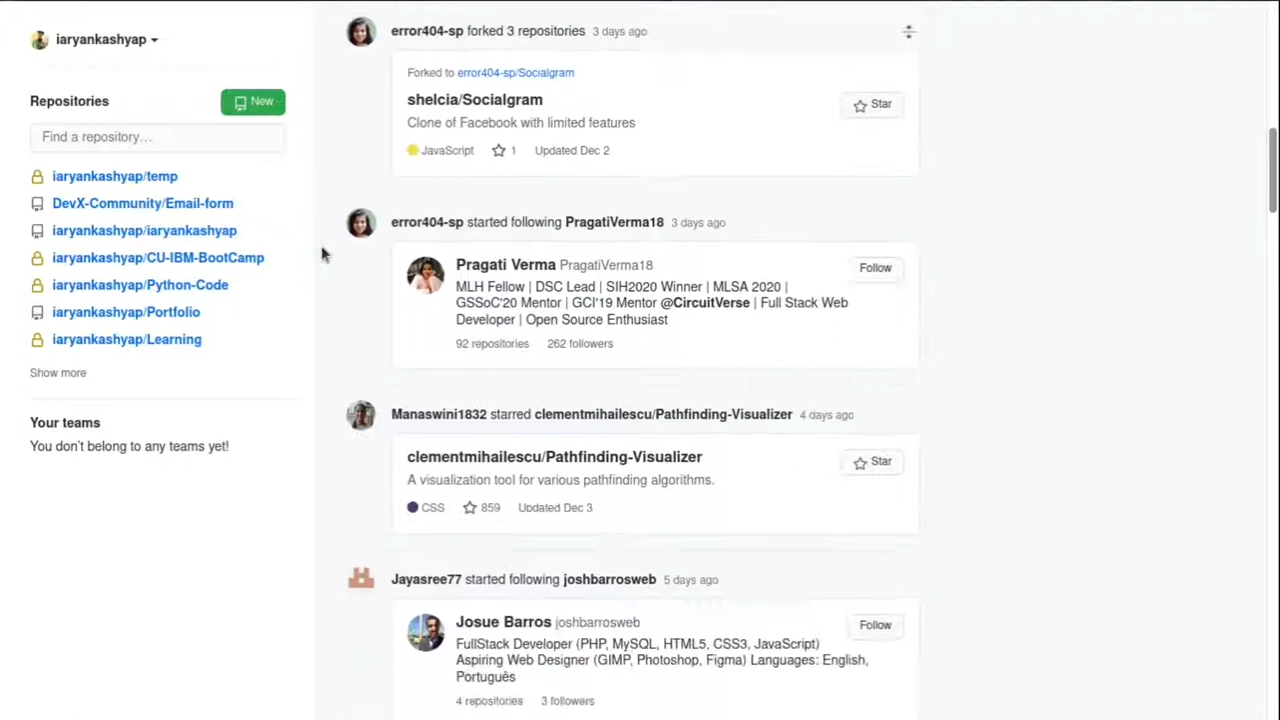 iaryankashyap
Repositories
New
Find a repository…
iaryankashyap/temp
DevX-Community/Email-form
iaryankashyap/iaryankashyap
iaryankashyap/CU-IBM-BootCamp
iaryankashyap/Python-Code
iaryankashyap/Portfolio
iaryankashyap/Learning
Show more
Your teams
You don't belong to any teams yet!
error404-sp forked 3 repositories 3 days ago
Forked to error404-sp/Socialgram
shelcia/Socialgram
Star
Clone of Facebook with limited features
JavaScript 1 Updated Dec 2
error404-sp started following PragatiVerma18 3 days ago
Pragati Verma PragatiVerma18
Follow
MLH Fellow | DSC Lead | SIH2020 Winner | MLSA 2020 |
GSSoC'20 Mentor | GCI'19 Mentor @CircuitVerse | Full Stack Web
Developer | Open Source Enthusiast
92 repositories 262 followers
Manaswini1832 starred clementmihailescu/Pathfinding-Visualizer 4 days ago
clementmihailescu/Pathfinding-Visualizer
Star
A visualization tool for various pathfinding algorithms.
CSS 859 Updated Dec 3
Jayasree77 started following joshbarrosweb 5 days ago
Josue Barros joshbarrosweb
Follow
FullStack Developer (PHP, MySQL, HTML5, CSS3, JavaScript)
Aspiring Web Designer (GIMP, Photoshop, Figma) Languages: English,
Português
4 repositories 3 followers